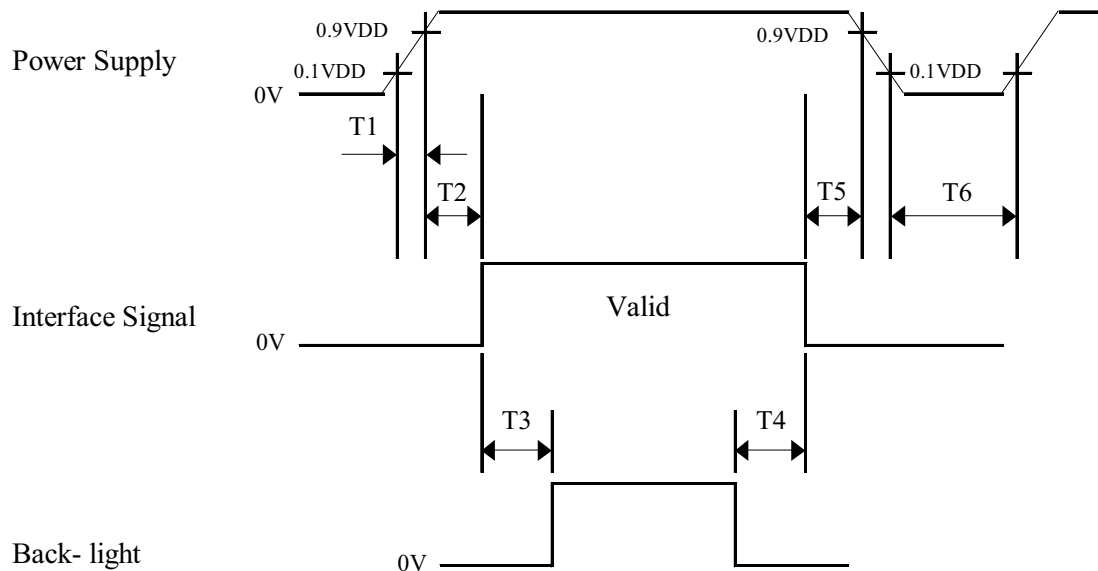 0.9VDD
0.9VDD
Power Supply
0.1VDD
0.1VDD
0V
T1
T2
T5
T6
Interface Signal
Valid
0V
T3
T4
Back- light
0V